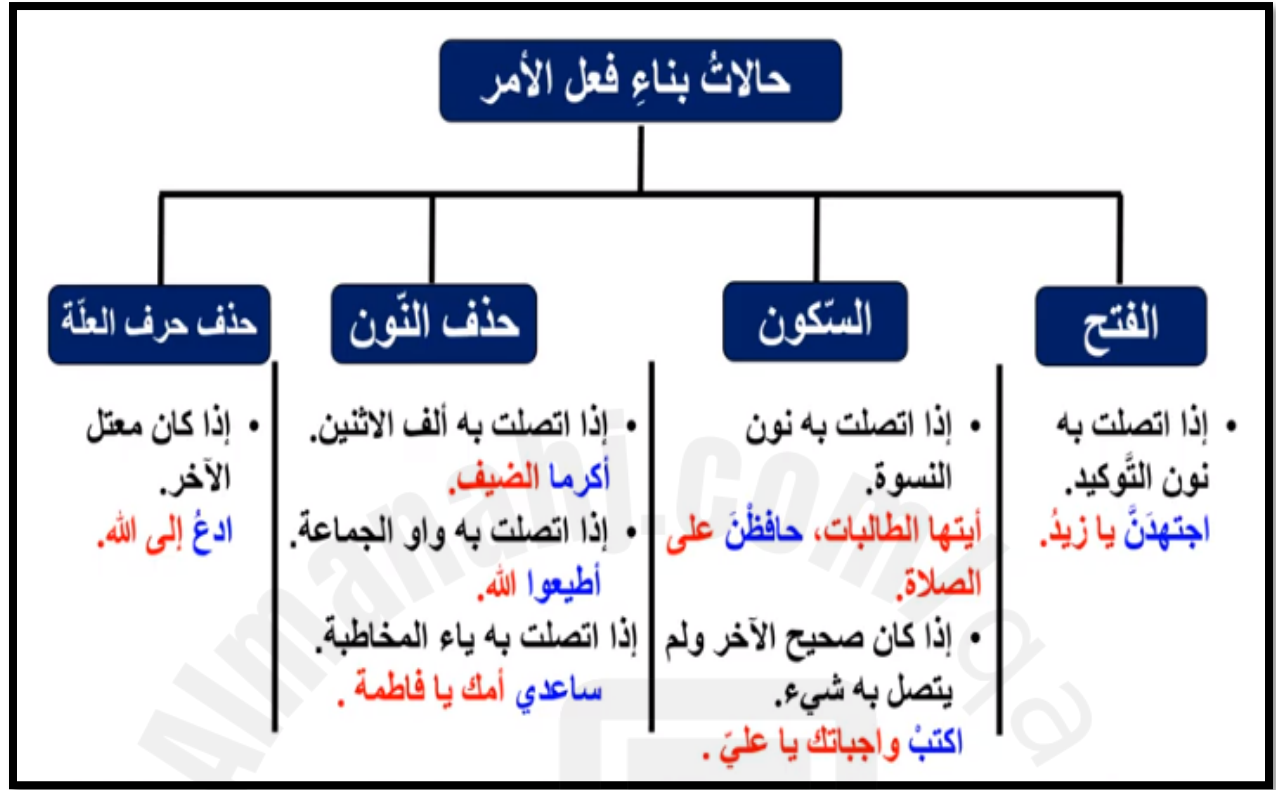 حالاتُ بناءِ فعل الأمر
الفتح
إذا اتصلت به
نون التَّوكيد.
اجتهدَنَّ يا زيدُ.
السّكون
إذا اتصلت به نون
النسوة.
أيتها الطالبات، حافظْنَ على
الصلاة.
إذا كان صحيح الآخر ولم
يتصل به شيء.
اكتبْ واجباتك يا عليّ .
حذف النّون
إذا اتصلت به ألف الاثنين.
أكرما الضيف.
إذا اتصلت به واو الجماعة.
أطيعوا الله.
إذا اتصلت به ياء المخاطبة.
ساعدي أمك يا فاطمة .
حذف حرف العلّة
إذا كان معتل
الآخر.
ادعُ إلى الله.
Almanahj.com/qa